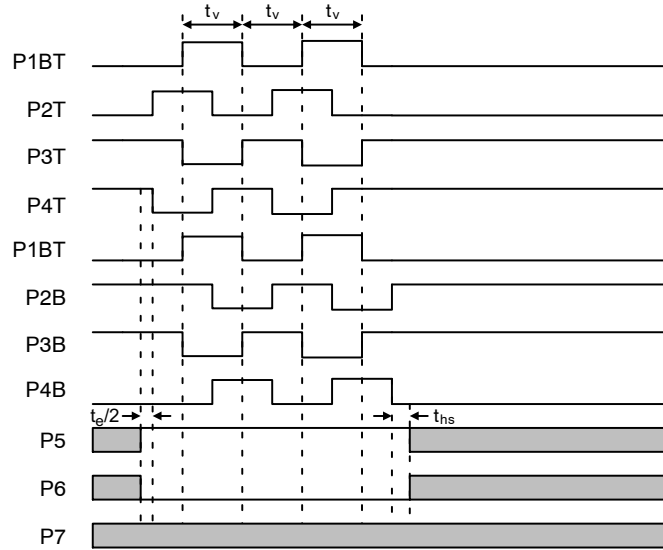 tv tv tv
P1BT
P2T
P3T
P4T
P1BT
P2B
P3B
P4B
te/2 ths
P5
P6
P7